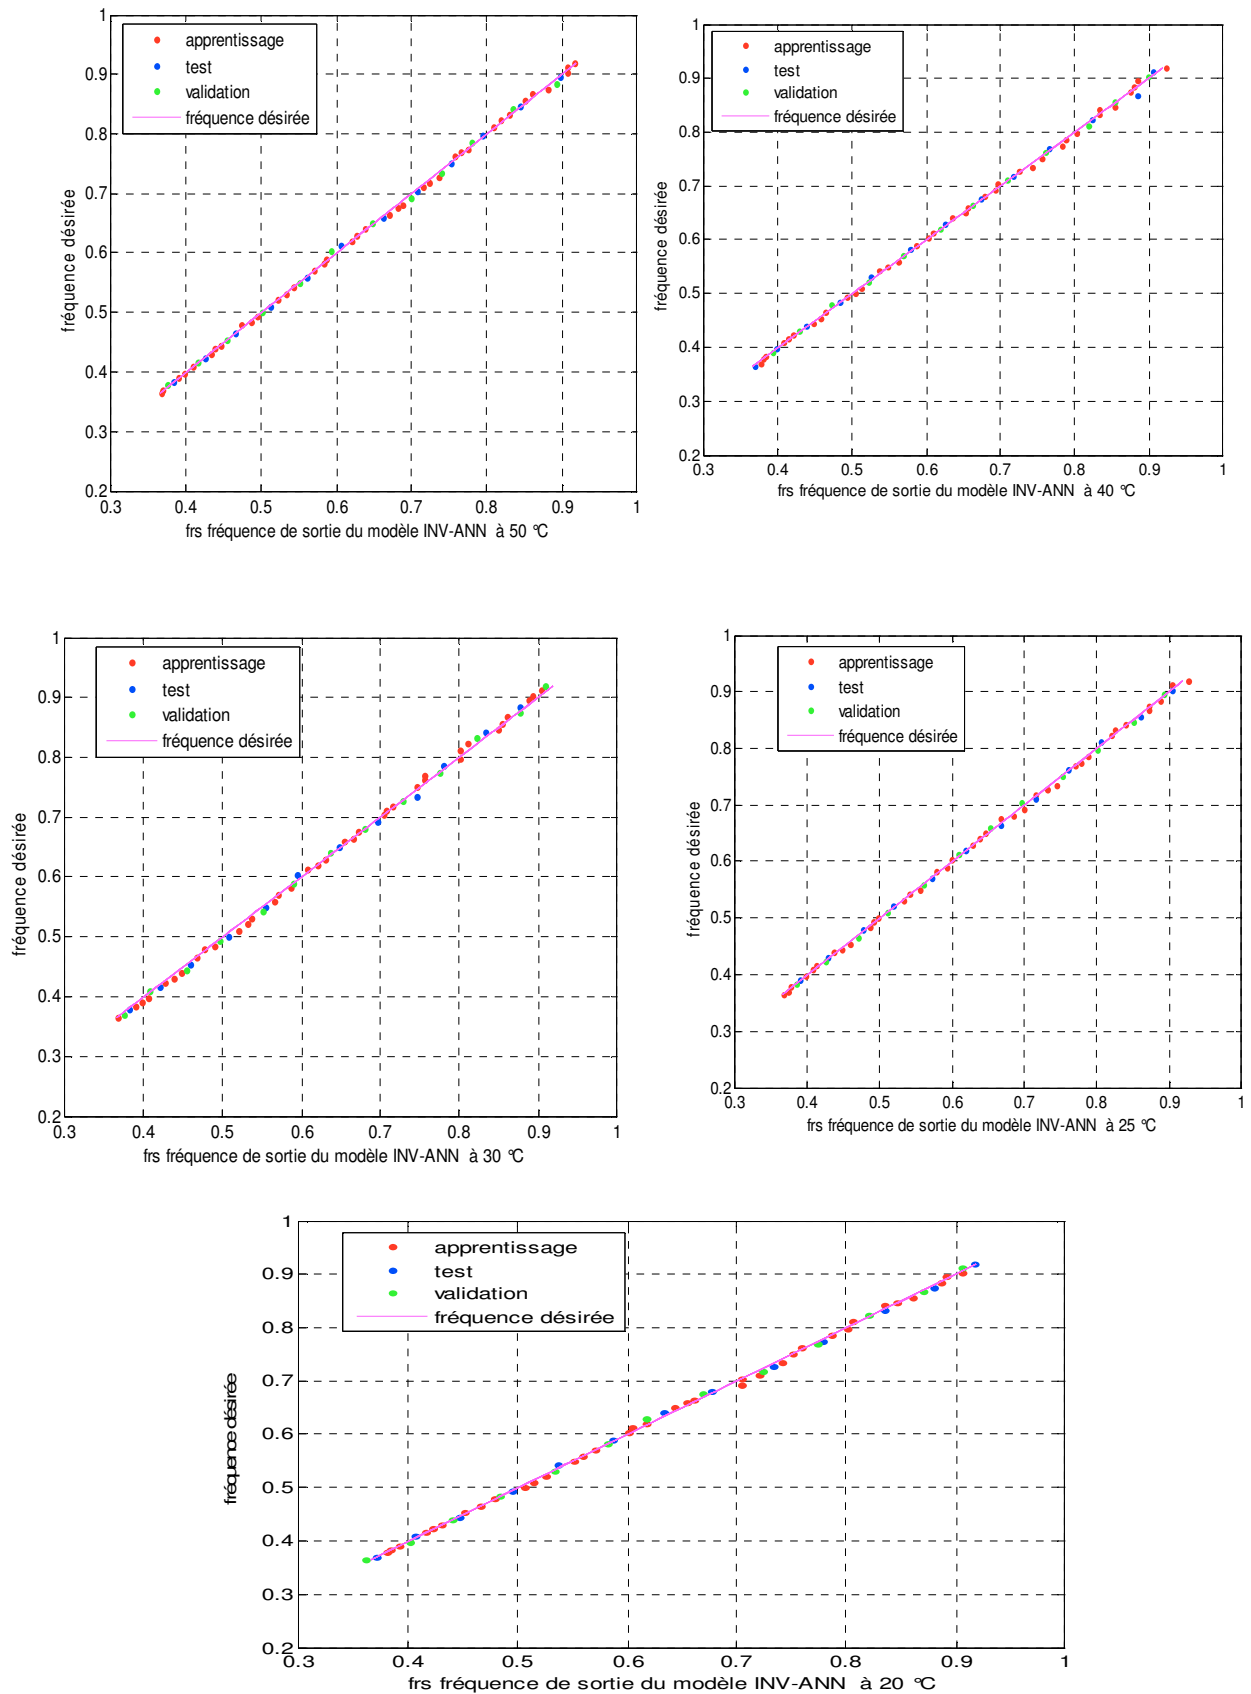 1
0.9
0.8
0.7
0.6
0.5
0.4
0.3
0.2
0.3 0.4 0.5 0.6 0.7 0.8 0.9 1
fréquence désirée
apprentissage
test
validation
fréquence désirée
frs fréquence de sortie du modèle INV-ANN à 50 °C
1
0.9
0.8
0.7
0.6
0.5
0.4
0.3
0.2
0.3 0.4 0.5 0.6 0.7 0.8 0.9 1
fréquence désirée
apprentissage
test
validation
fréquence désirée
frs fréquence de sortie du modèle INV-ANN à 40 °C
1
0.9
0.8
0.7
0.6
0.5
0.4
0.3
0.2
0.3 0.4 0.5 0.6 0.7 0.8 0.9 1
fréquence désirée
apprentissage
test
validation
fréquence désirée
frs fréquence de sortie du modèle INV-ANN à 30 °C
1
0.9
0.8
0.7
0.6
0.5
0.4
0.3
0.2
0.3 0.4 0.5 0.6 0.7 0.8 0.9 1
fréquence désirée
apprentissage
test
validation
fréquence désirée
frs fréquence de sortie du modèle INV-ANN à 25 °C
1
0.9
0.8
0.7
0.6
0.5
0.4
0.3
0.2
0.3 0.4 0.5 0.6 0.7 0.8 0.9 1
fréquence désirée
apprentissage
test
validation
fréquence désirée
frs fréquence de sortie du modèle INV-ANN à 20 °C